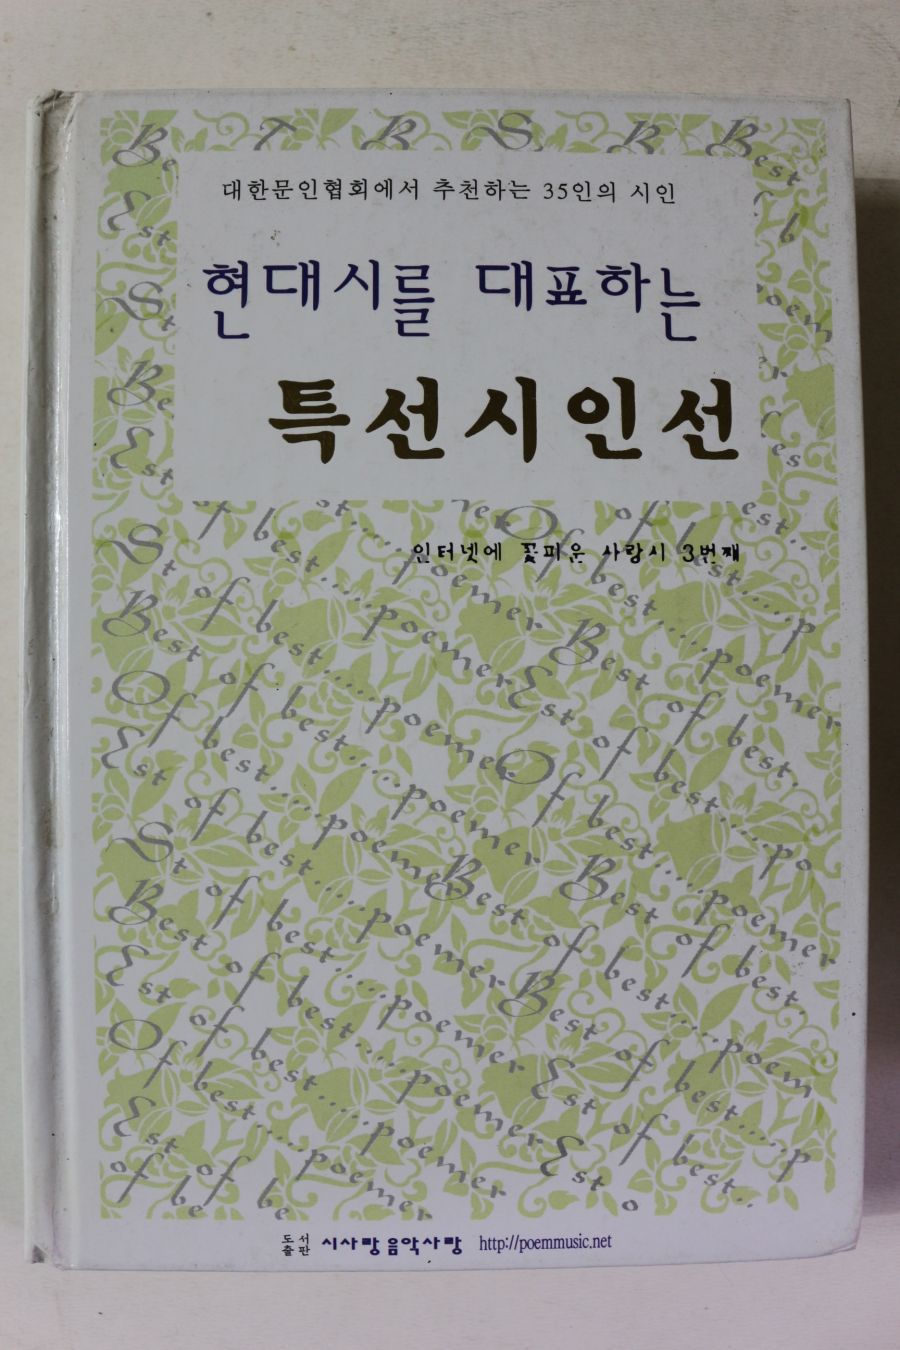 대한문인협회에서 추천하는 35인의 시인
현대시를 대표하는
특선시인선
인터넷에 꽃피운 사랑시 3번째
도서출판 시사랑음악사랑 http://poemmusic.net